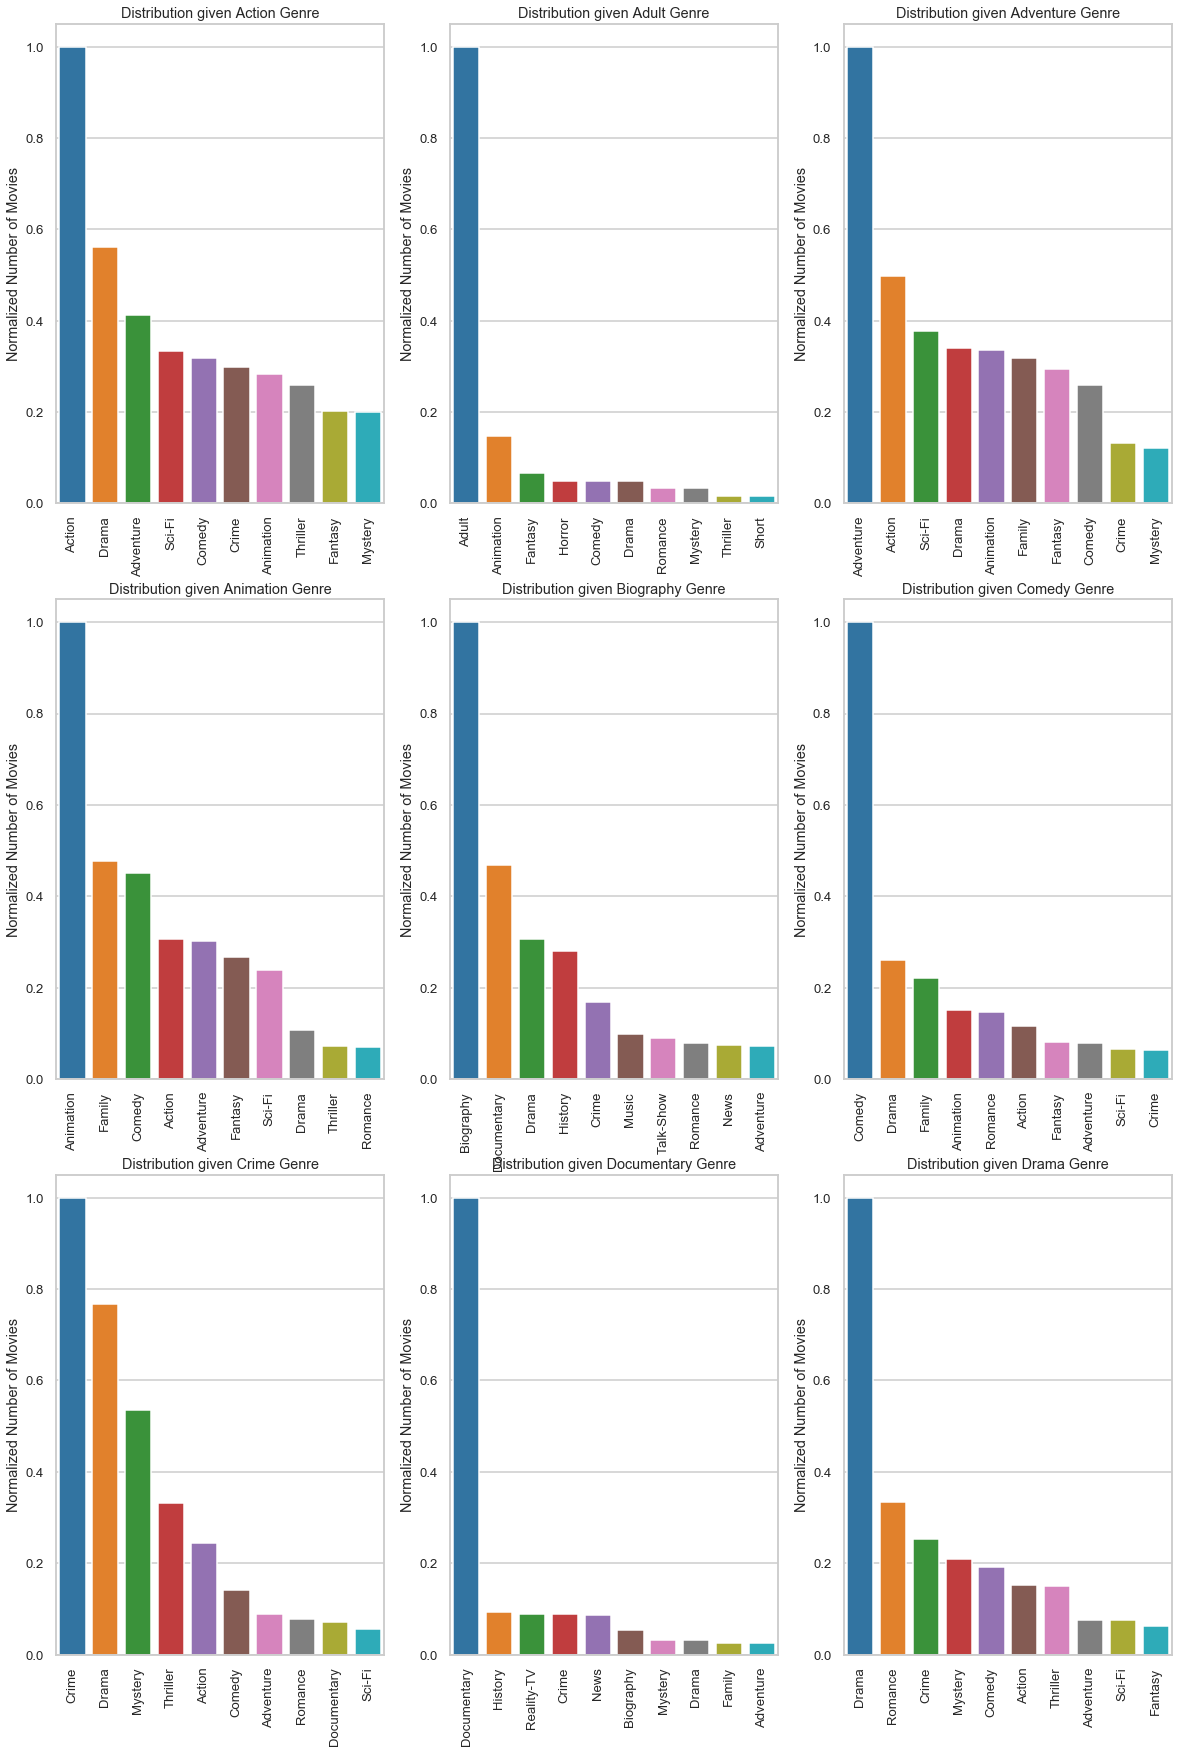 Distribution given Action Genre
Normalized Number of Movies
1.0
0.8
0.6
0.4
0.2
0.0
Action
Drama
Adventure
Sci-Fi
Comedy
Crime
Animation
Thriller
Fantasy
Mystery
Distribution given Adult Genre
Normalized Number of Movies
1.0
0.8
0.6
0.4
0.2
0.0
Adult
Animation
Fantasy
Horror
Comedy
Drama
Romance
Mystery
Thriller
Short
Distribution given Adventure Genre
Normalized Number of Movies
1.0
0.8
0.6
0.4
0.2
0.0
Adventure
Action
Sci-Fi
Drama
Animation
Family
Fantasy
Comedy
Crime
Mystery
Distribution given Animation Genre
Normalized Number of Movies
1.0
0.8
0.6
0.4
0.2
0.0
Animation
Family
Comedy
Action
Adventure
Fantasy
Sci-Fi
Drama
Thriller
Romance
Distribution given Biography Genre
Normalized Number of Movies
1.0
0.8
0.6
0.4
0.2
0.0
Biography
Documentary
Drama
History
Crime
Music
Talk-Show
Romance
News
Adventure
Distribution given Comedy Genre
Normalized Number of Movies
1.0
0.8
0.6
0.4
0.2
0.0
Comedy
Drama
Family
Animation
Romance
Action
Fantasy
Adventure
Sci-Fi
Crime
Distribution given Crime Genre
Normalized Number of Movies
1.0
0.8
0.6
0.4
0.2
0.0
Crime
Drama
Mystery
Thriller
Action
Comedy
Adventure
Romance
Documentary
Sci-Fi
Distribution given Documentary Genre
Normalized Number of Movies
1.0
0.8
0.6
0.4
0.2
0.0
Documentary
History
Reality-TV
Crime
News
Biography
Mystery
Drama
Family
Adventure
Distribution given Drama Genre
Normalized Number of Movies
1.0
0.8
0.6
0.4
0.2
0.0
Drama
Romance
Crime
Mystery
Comedy
Action
Thriller
Adventure
Sci-Fi
Fantasy